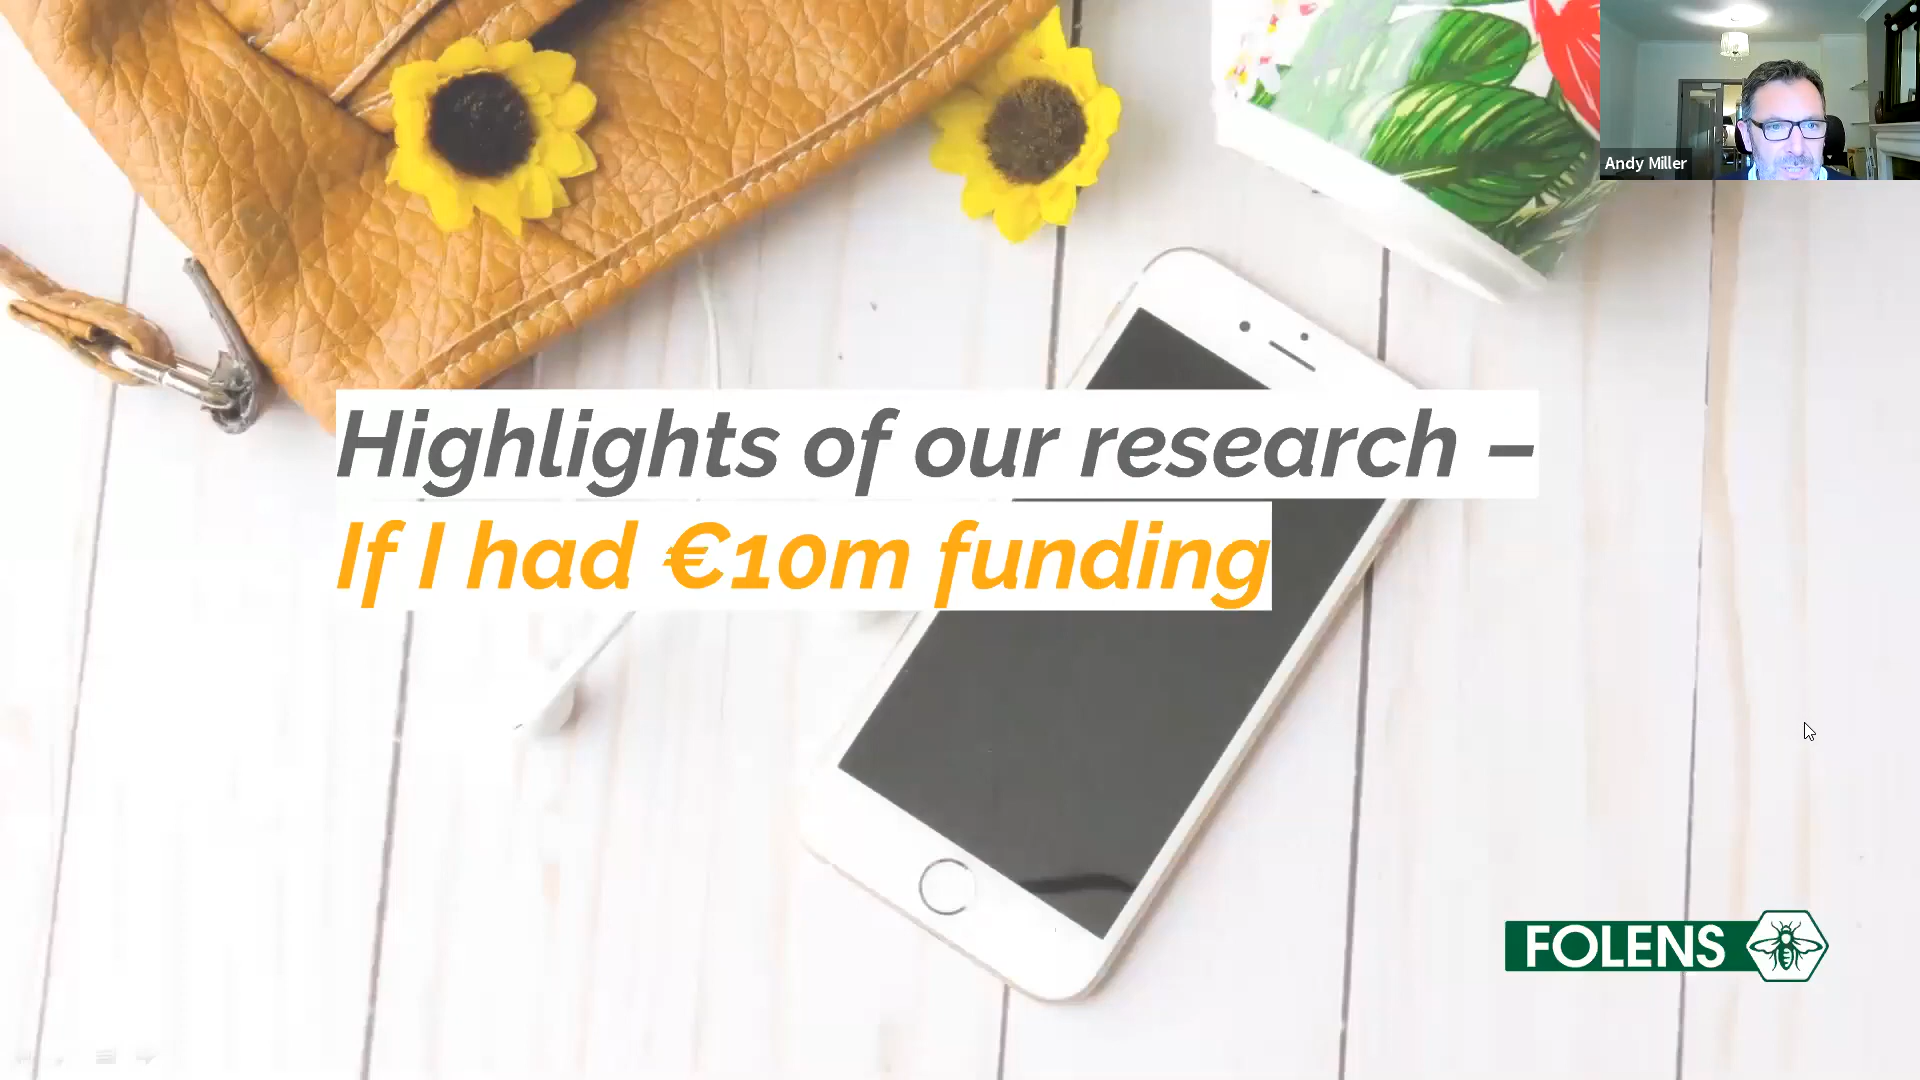 Andy Miller
Highlights of our research –
If I had €10m funding
FOLENS